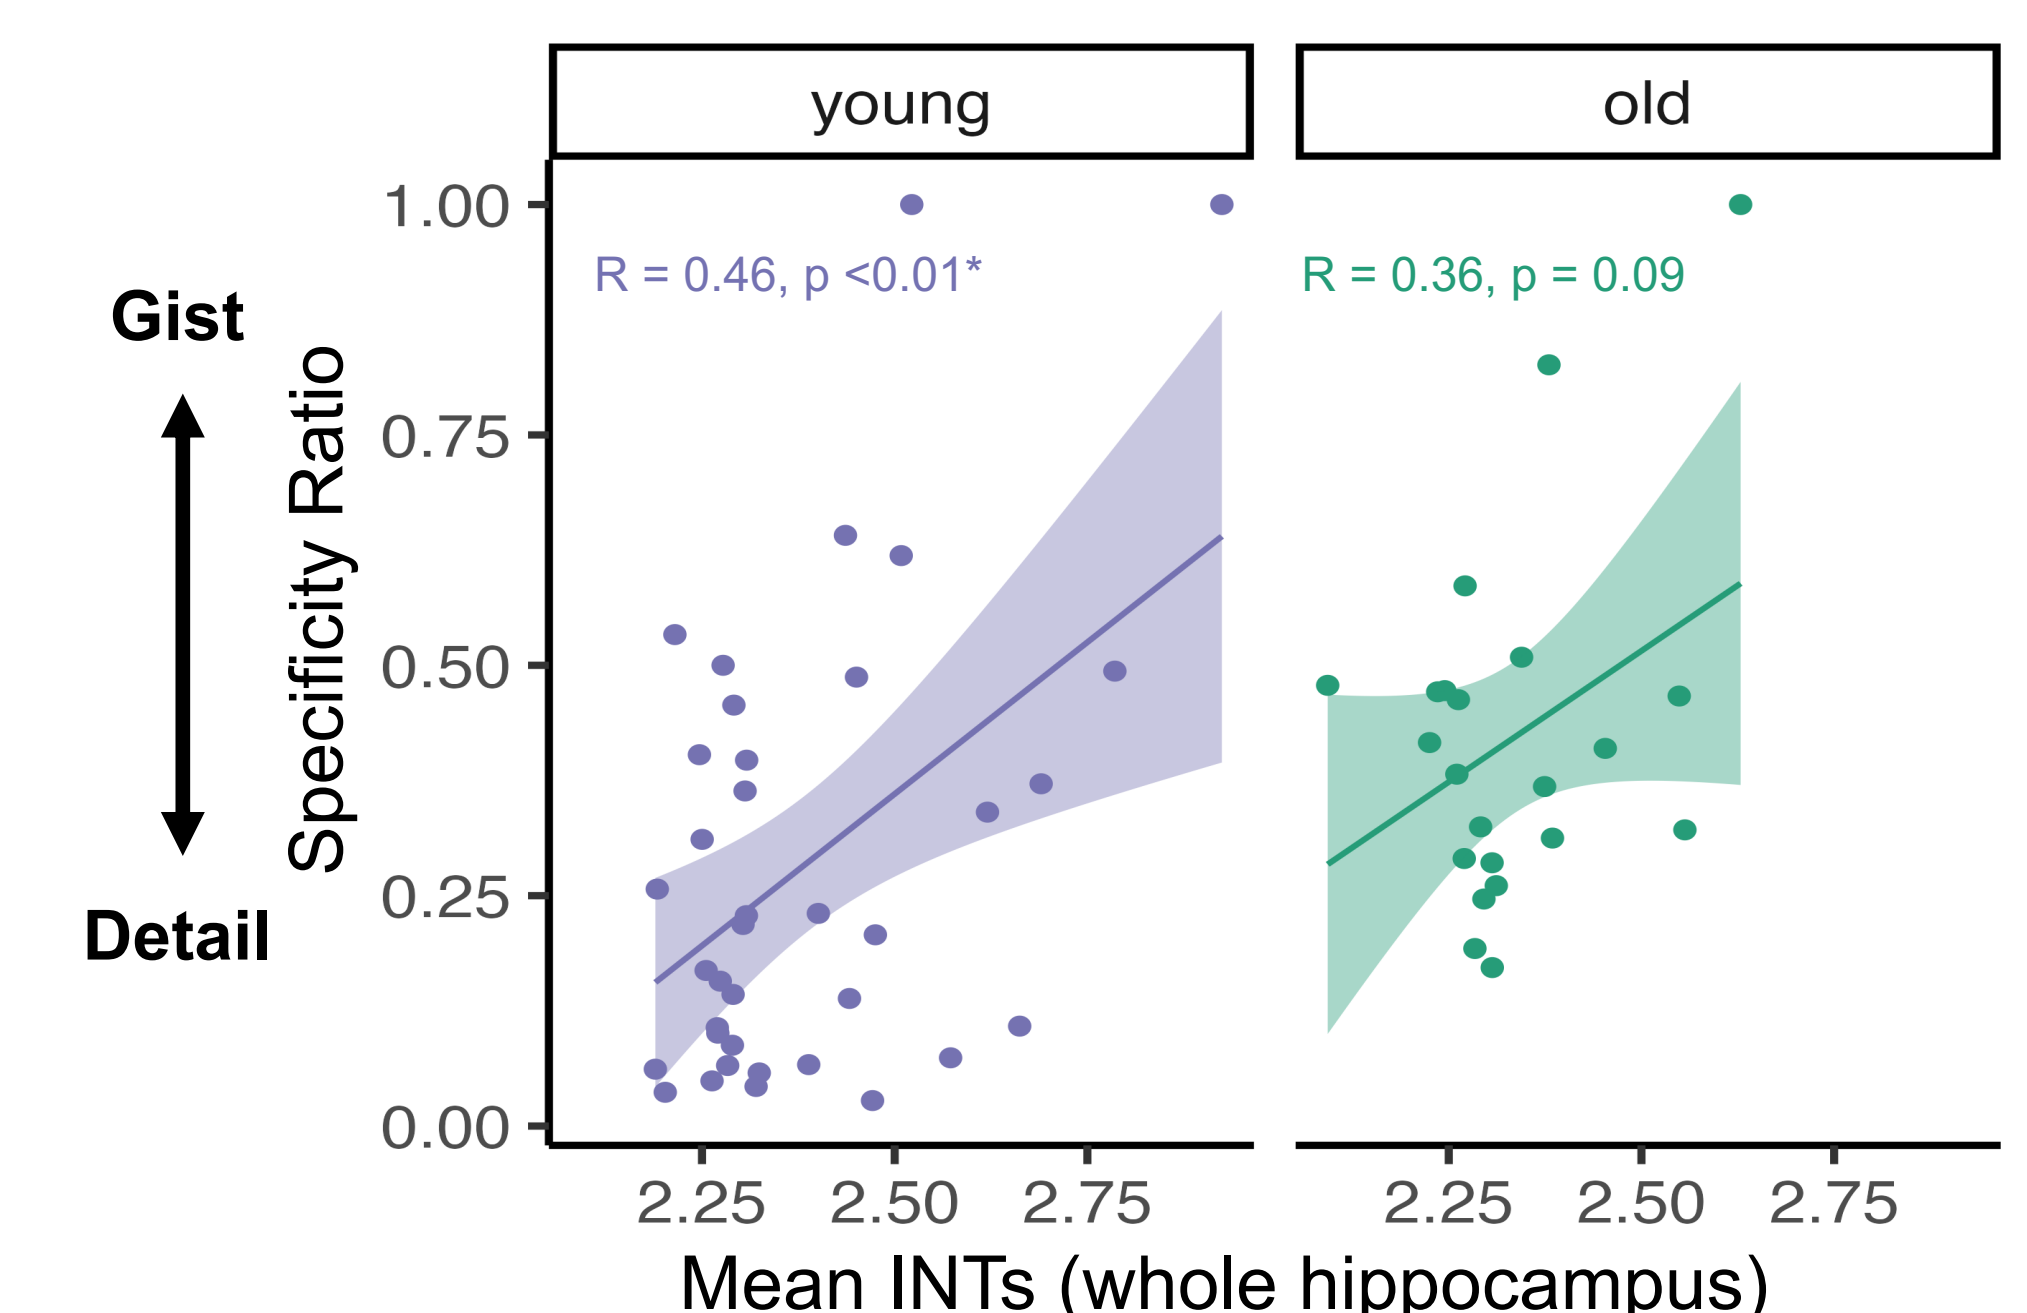 young
old
1.00
0.75
0.50
0.25
0.00
R = 0.46, p <0.01*
R = 0.36, p = 0.09
Gist
Detail
Specificity Ratio
2.25 2.50 2.75
2.25 2.50 2.75
Mean INTs (whole hippocampus)